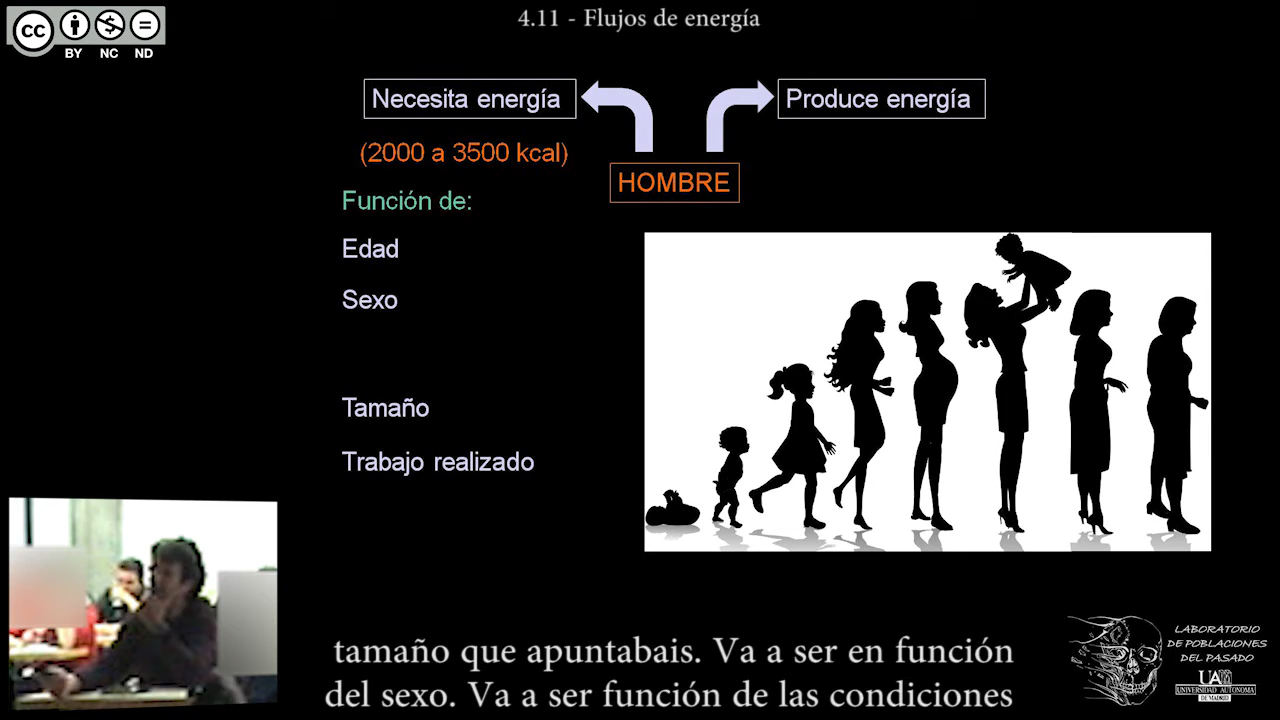 4.11 - Flujos de energía
cc
BY NC ND
Necesita energía
Produce energía
(2000 a 3500 kcal)
HOMBRE
Función de:
Edad
Sexo
Tamaño
Trabajo realizado
tamaño que apuntabais. Va a ser en función
del sexo. Va a ser función de las condiciones
LABORATORIO
DE POBLACIONES
DEL PASADO
UAM
UNIVERSIDAD AUTONOMA
DE MADRID